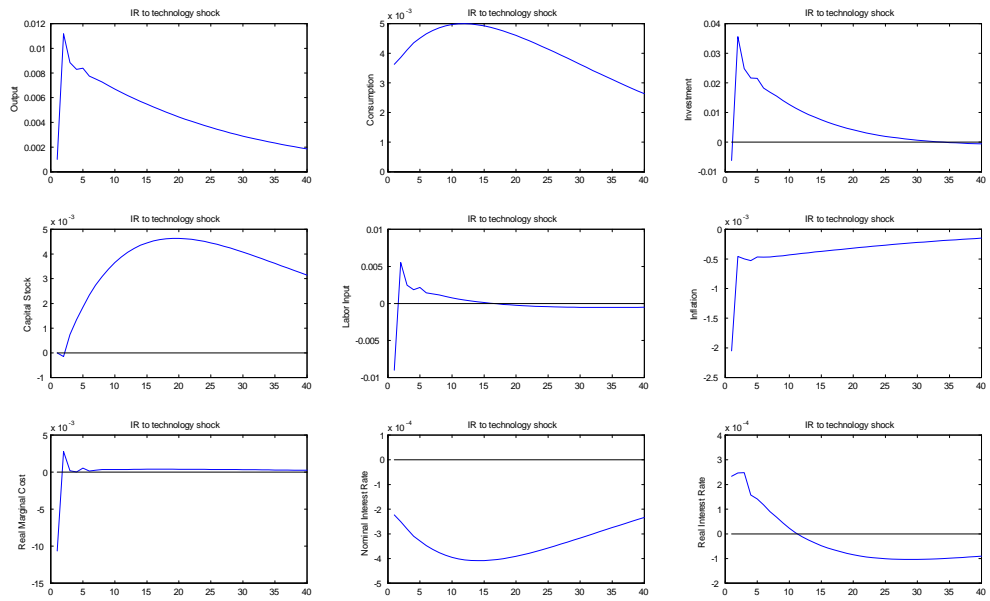 IR to technology shock
0.012
0.01
0.008
0.006
0.004
0.002
0
Output
0 5 10 15 20 25 30 35 40
IR to technology shock
x 10-3
5
4
3
2
1
0
Consumption
0 5 10 15 20 25 30 35 40
IR to technology shock
0.04
0.03
0.02
0.01
0
-0.01
Investment
0 5 10 15 20 25 30 35 40
IR to technology shock
x 10-3
5
4
3
2
1
0
-1
Capital Stock
0 5 10 15 20 25 30 35 40
IR to technology shock
0.01
0.005
0
-0.005
-0.01
Labor Input
0 5 10 15 20 25 30 35 40
IR to technology shock
x 10-3
0
-0.5
-1
-1.5
-2
-2.5
Inflation
0 5 10 15 20 25 30 35 40
IR to technology shock
x 10-3
5
0
-5
-10
-15
Real Marginal Cost
0 5 10 15 20 25 30 35 40
IR to technology shock
x 10-4
1
0
-1
-2
-3
-4
-5
Nominal Interest Rate
0 5 10 15 20 25 30 35 40
IR to technology shock
x 10-4
4
3
2
1
0
-1
-2
Real Interest Rate
0 5 10 15 20 25 30 35 40